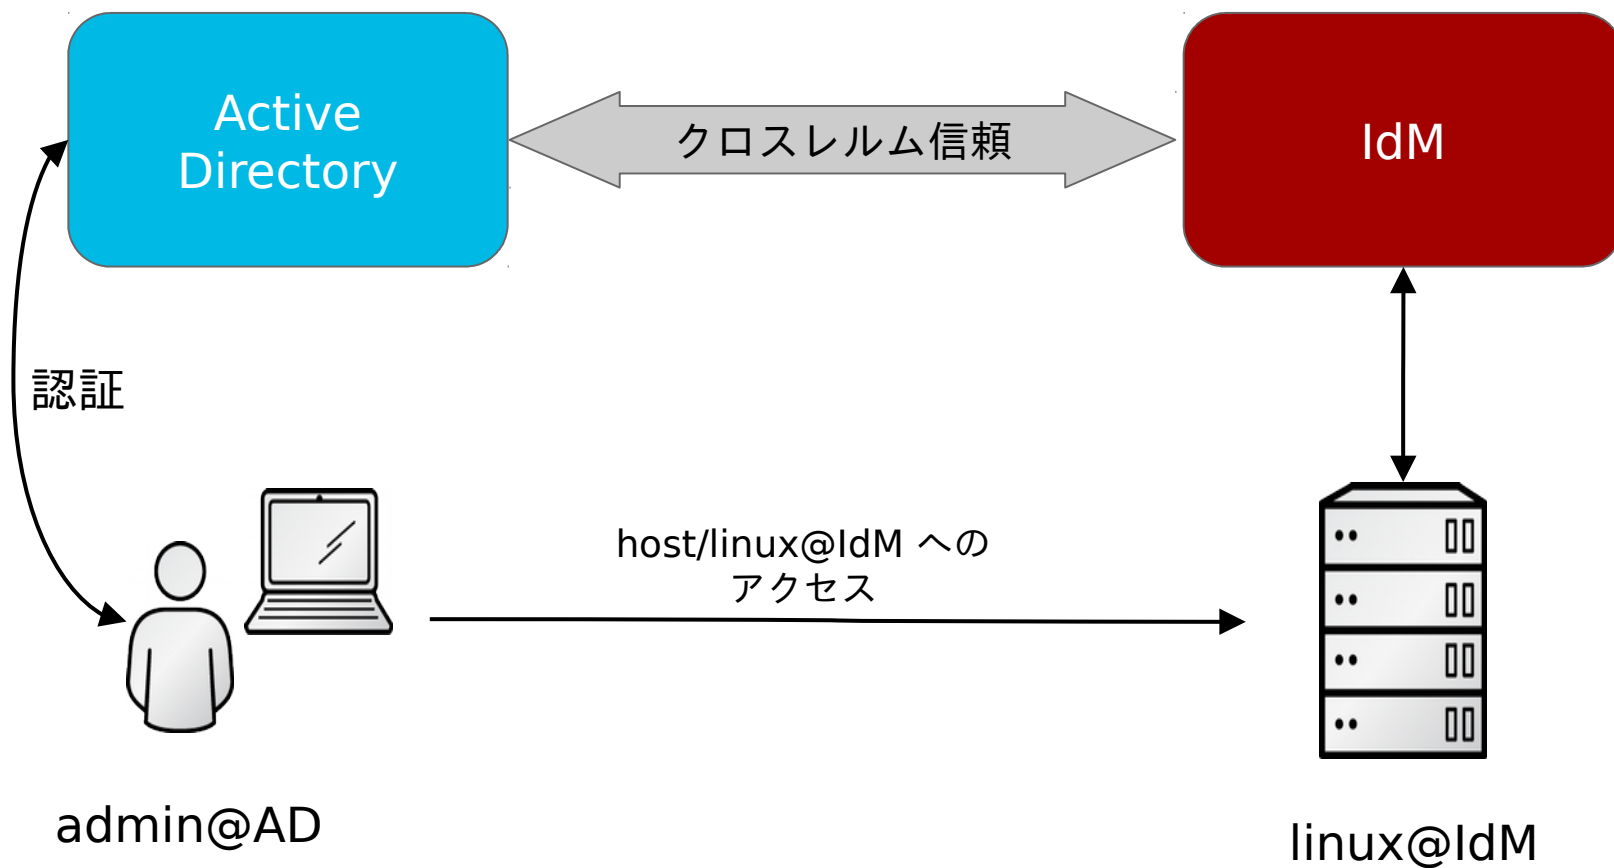 Active
Directory
クロスレルム信頼
IdM
認証
host/linux@IdM への
アクセス
admin@AD
linux@IdM